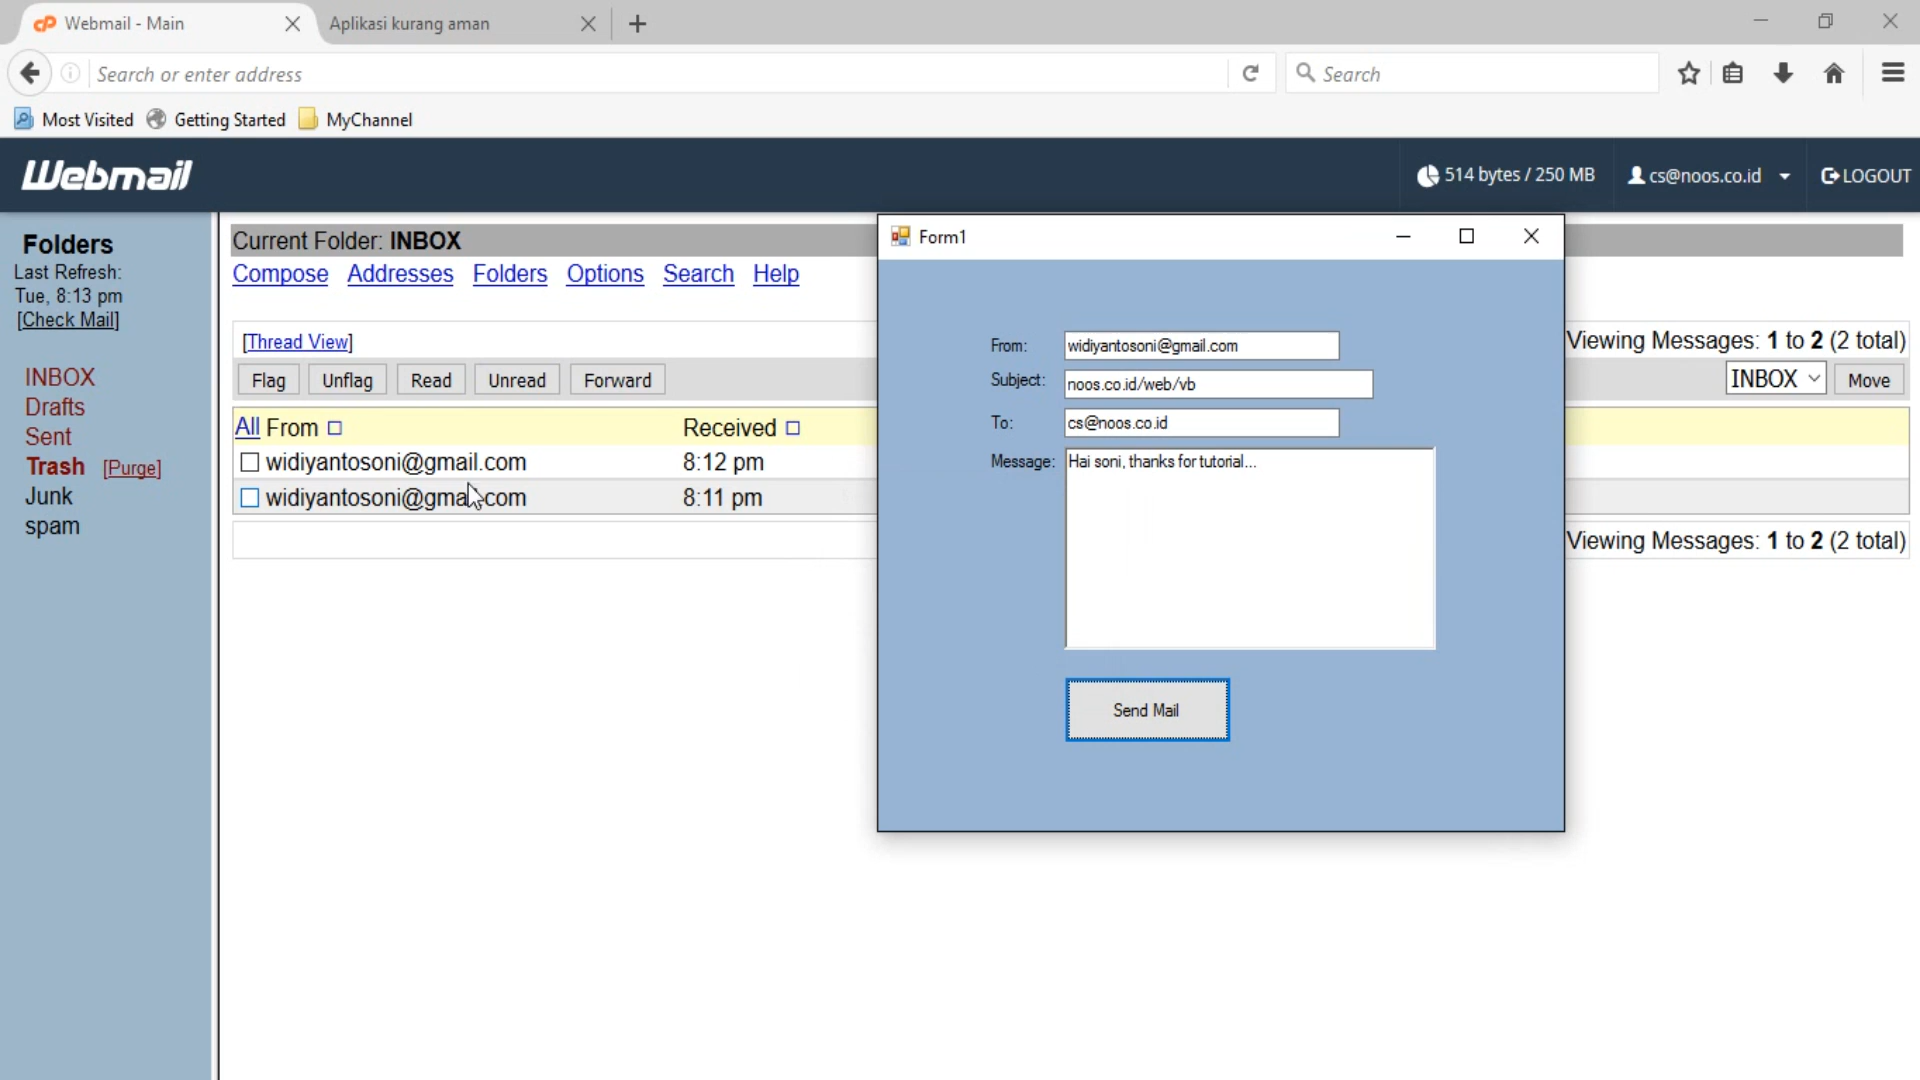 Webmail - Main
Aplikasi kurang aman
Search or enter address
Search
Most Visited
Getting Started
MyChannel
Webmail
514 bytes / 250 MB
cs@noos.co.id
LOGOUT
Folders
Last Refresh:
Tue, 8:13 pm
[Check Mail]
INBOX
Drafts
Sent
Trash [Purge]
Junk
spam
Current Folder: INBOX
Compose Addresses Folders Options Search Help
[Thread View]
Viewing Messages: 1 to 2 (2 total)
Flag Unflag Read Unread Forward
INBOX Move
All From Received
widiyantosoni@gmail.com 8:12 pm
widiyantosoni@gmail.com 8:11 pm
Viewing Messages: 1 to 2 (2 total)
Form1
From: widiyantosoni@gmail.com
Subject: noos.co.id/web/vb
To: cs@noos.co.id
Message: Hai soni, thanks for tutorial...
Send Mail